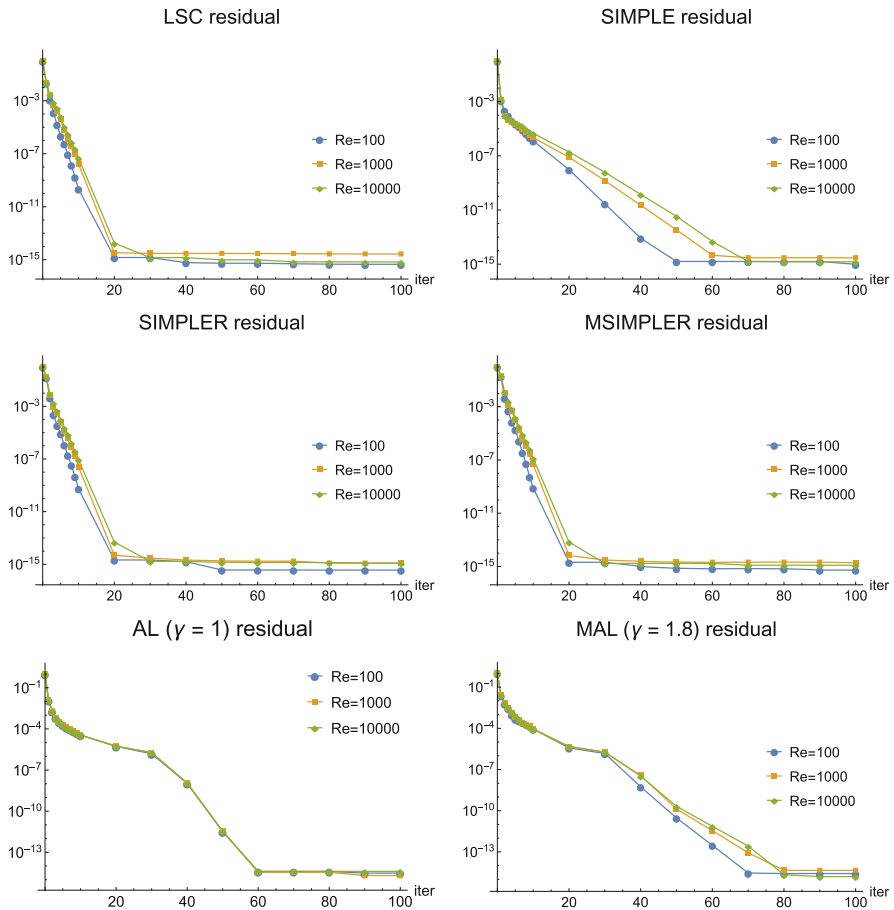 LSC residual
10⁻³
10⁻⁷
10⁻¹¹
10⁻¹⁵
20 40 60 80 100 iter
Re=100
Re=1000
Re=10000
SIMPLE residual
10⁻³
10⁻⁷
10⁻¹¹
10⁻¹⁵
20 40 60 80 100 iter
Re=100
Re=1000
Re=10000
SIMPLER residual
10⁻³
10⁻⁷
10⁻¹¹
10⁻¹⁵
20 40 60 80 100 iter
Re=100
Re=1000
Re=10000
MSIMPLER residual
10⁻³
10⁻⁷
10⁻¹¹
10⁻¹⁵
20 40 60 80 100 iter
Re=100
Re=1000
Re=10000
AL (γ = 1) residual
10⁻¹
10⁻⁴
10⁻⁷
10⁻¹⁰
10⁻¹³
20 40 60 80 100 iter
Re=100
Re=1000
Re=10000
MAL (γ = 1.8) residual
10⁻¹
10⁻⁴
10⁻⁷
10⁻¹⁰
10⁻¹³
20 40 60 80 100 iter
Re=100
Re=1000
Re=10000